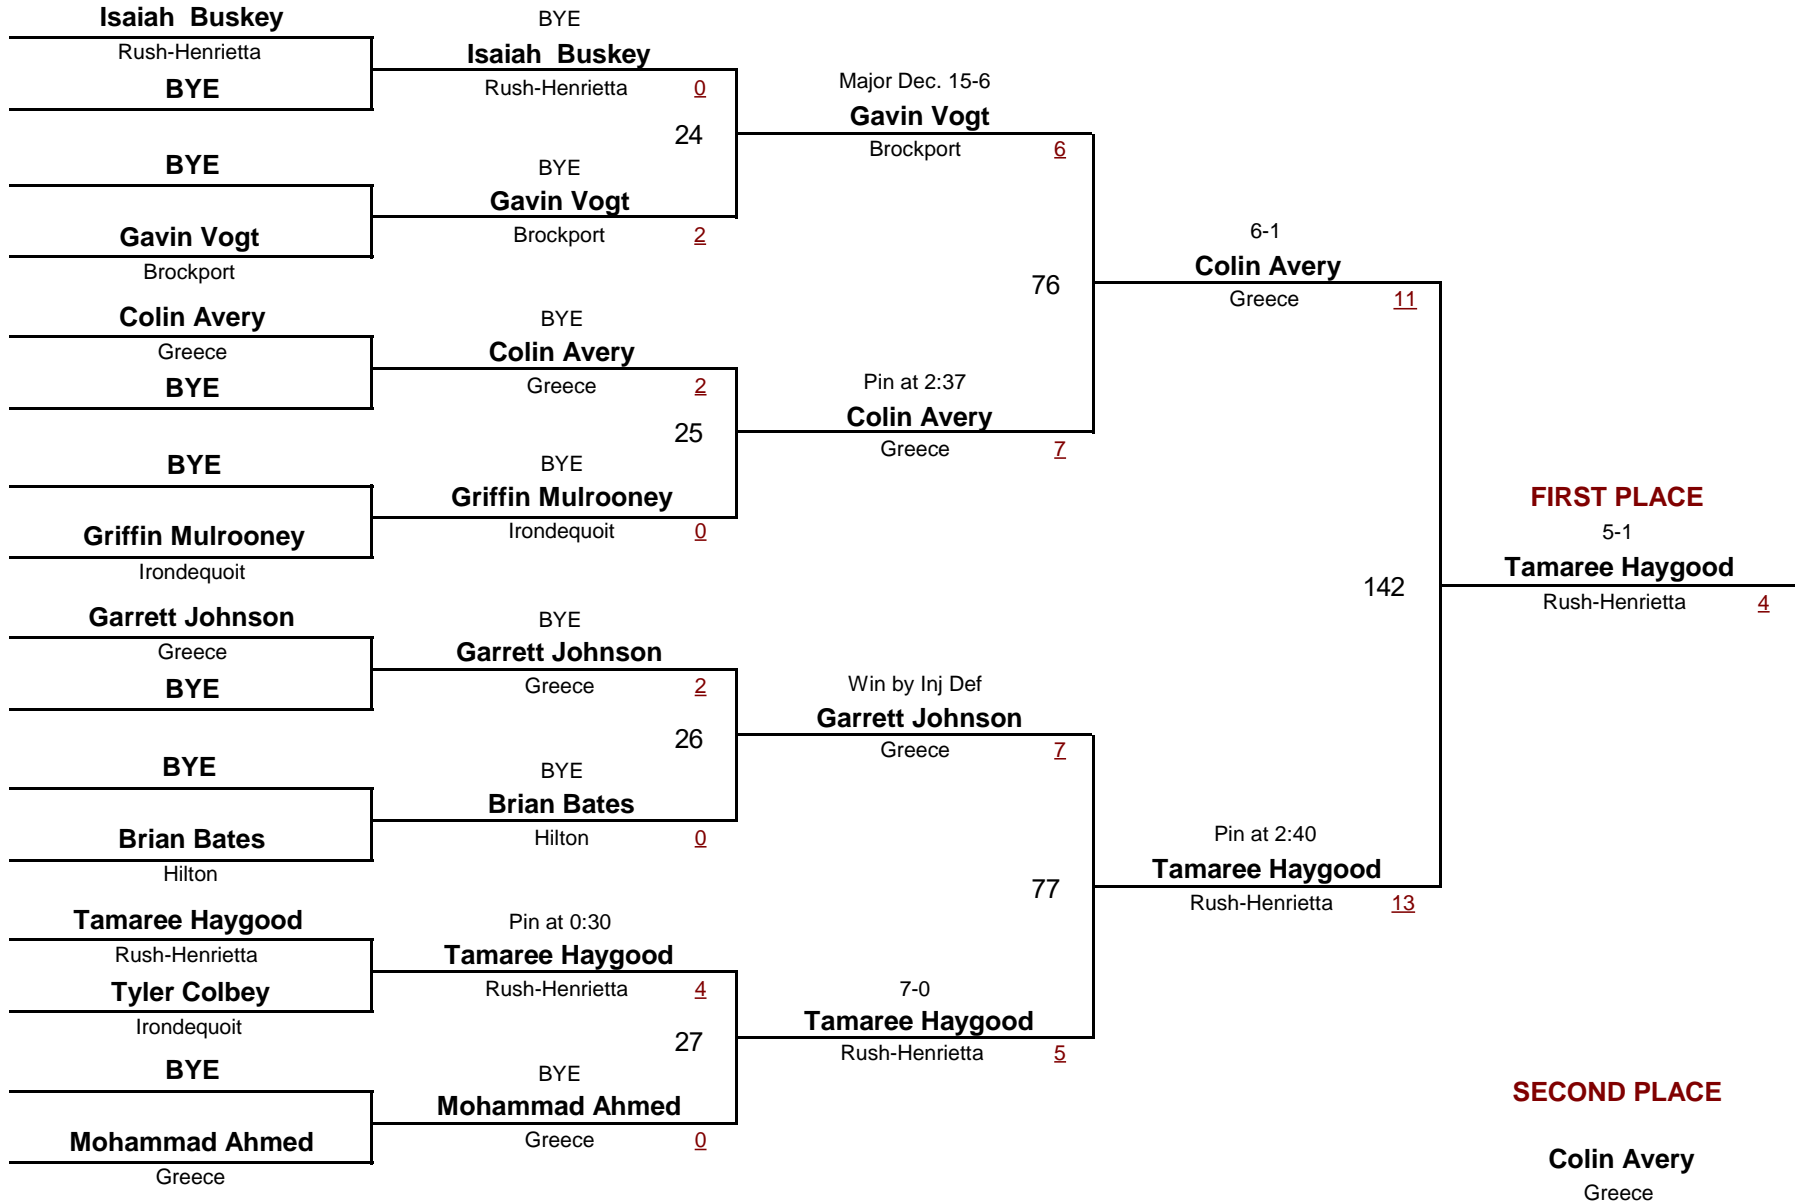 Isaiah  Buskey
Rush-Henrietta
BYE
BYE
Gavin Vogt
Brockport
Colin Avery
Greece
BYE
BYE
Griffin Mulrooney
Irondequoit
Garrett Johnson
Greece
BYE
BYE
Brian Bates
Hilton
Tamaree Haygood
Rush-Henrietta
Tyler Colbey
Irondequoit
BYE
Mohammad Ahmed
Greece
BYE
Isaiah  Buskey
Rush-Henrietta 0
24
BYE
Gavin Vogt
Brockport 2
BYE
Colin Avery
Greece 2
25
BYE
Griffin Mulrooney
Irondequoit 0
BYE
Garrett Johnson
Greece 2
26
BYE
Brian Bates
Hilton 0
Pin at 0:30
Tamaree Haygood
Rush-Henrietta 4
27
BYE
Mohammad Ahmed
Greece 0
Major Dec. 15-6
Gavin Vogt
Brockport 6
76
Pin at 2:37
Colin Avery
Greece 7
Win by Inj Def
Garrett Johnson
Greece 7
77
7-0
Tamaree Haygood
Rush-Henrietta 5
6-1
Colin Avery
Greece 11
142
Pin at 2:40
Tamaree Haygood
Rush-Henrietta 13
FIRST PLACE
5-1
Tamaree Haygood
Rush-Henrietta 4
SECOND PLACE
Colin Avery
Greece